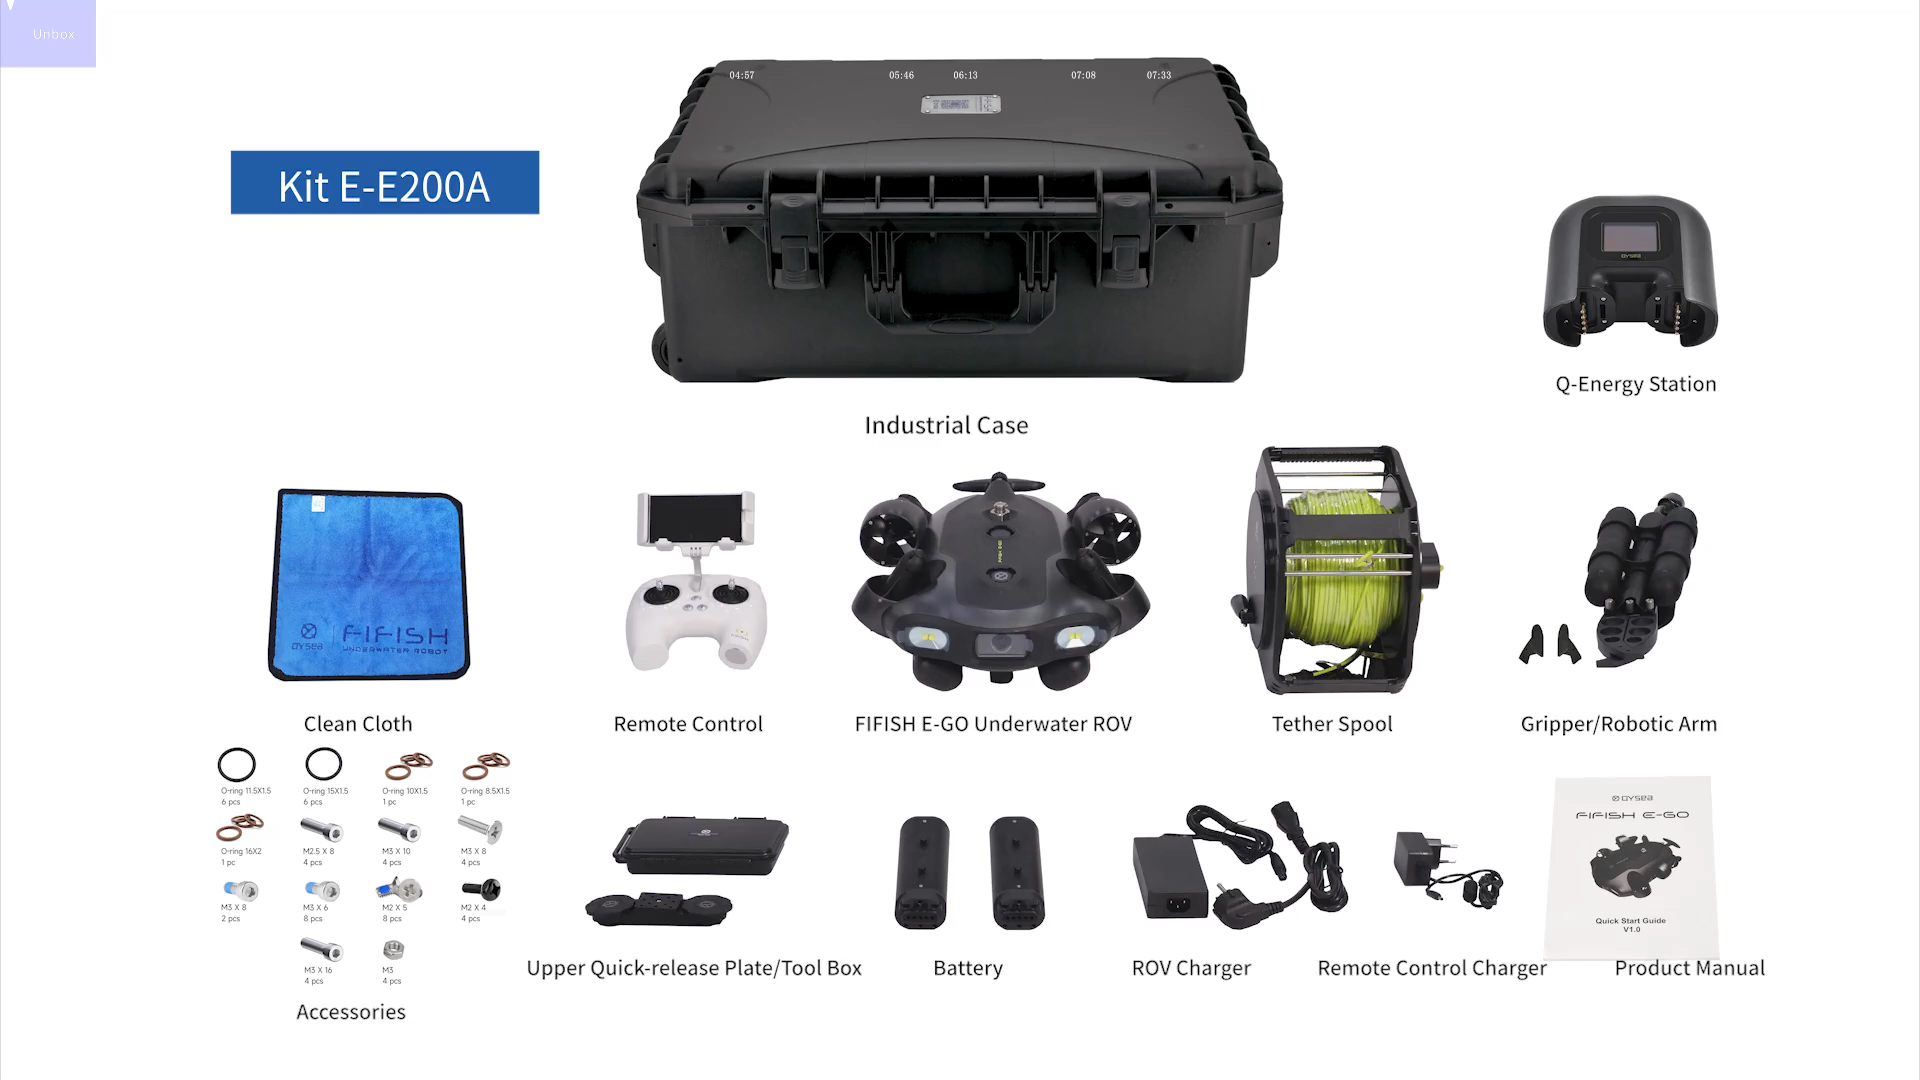 Unbox
04:57 05:46 06:13 07:08 07:33
Kit E-E200A
QYSEA
Q-Energy Station
Industrial Case
QYSEA FIFISH
UNDERWATER ROBOT
Clean Cloth
Remote Control
FIFISH E-GO Underwater ROV
Tether Spool
Gripper/Robotic Arm
O-ring 11.5X1.5
6 pcs
O-ring 15X1.5
6 pcs
O-ring 10X1.5
1 pc
O-ring 8.5X1.5
1 pc
O-ring 16X2
1 pc
M2.5 X 8
4 pcs
M3 X 10
4 pcs
M3 X 8
4 pcs
M3 X 8
2 pcs
M3 X 6
8 pcs
M2 X 5
8 pcs
M2 X 4
4 pcs
M3 X 16
4 pcs
M3
4 pcs
Accessories
Upper Quick-release Plate/Tool Box
Battery
ROV Charger
Remote Control Charger
QYSEA
FIFISH E-GO
Quick Start Guide
V1.0
Product Manual